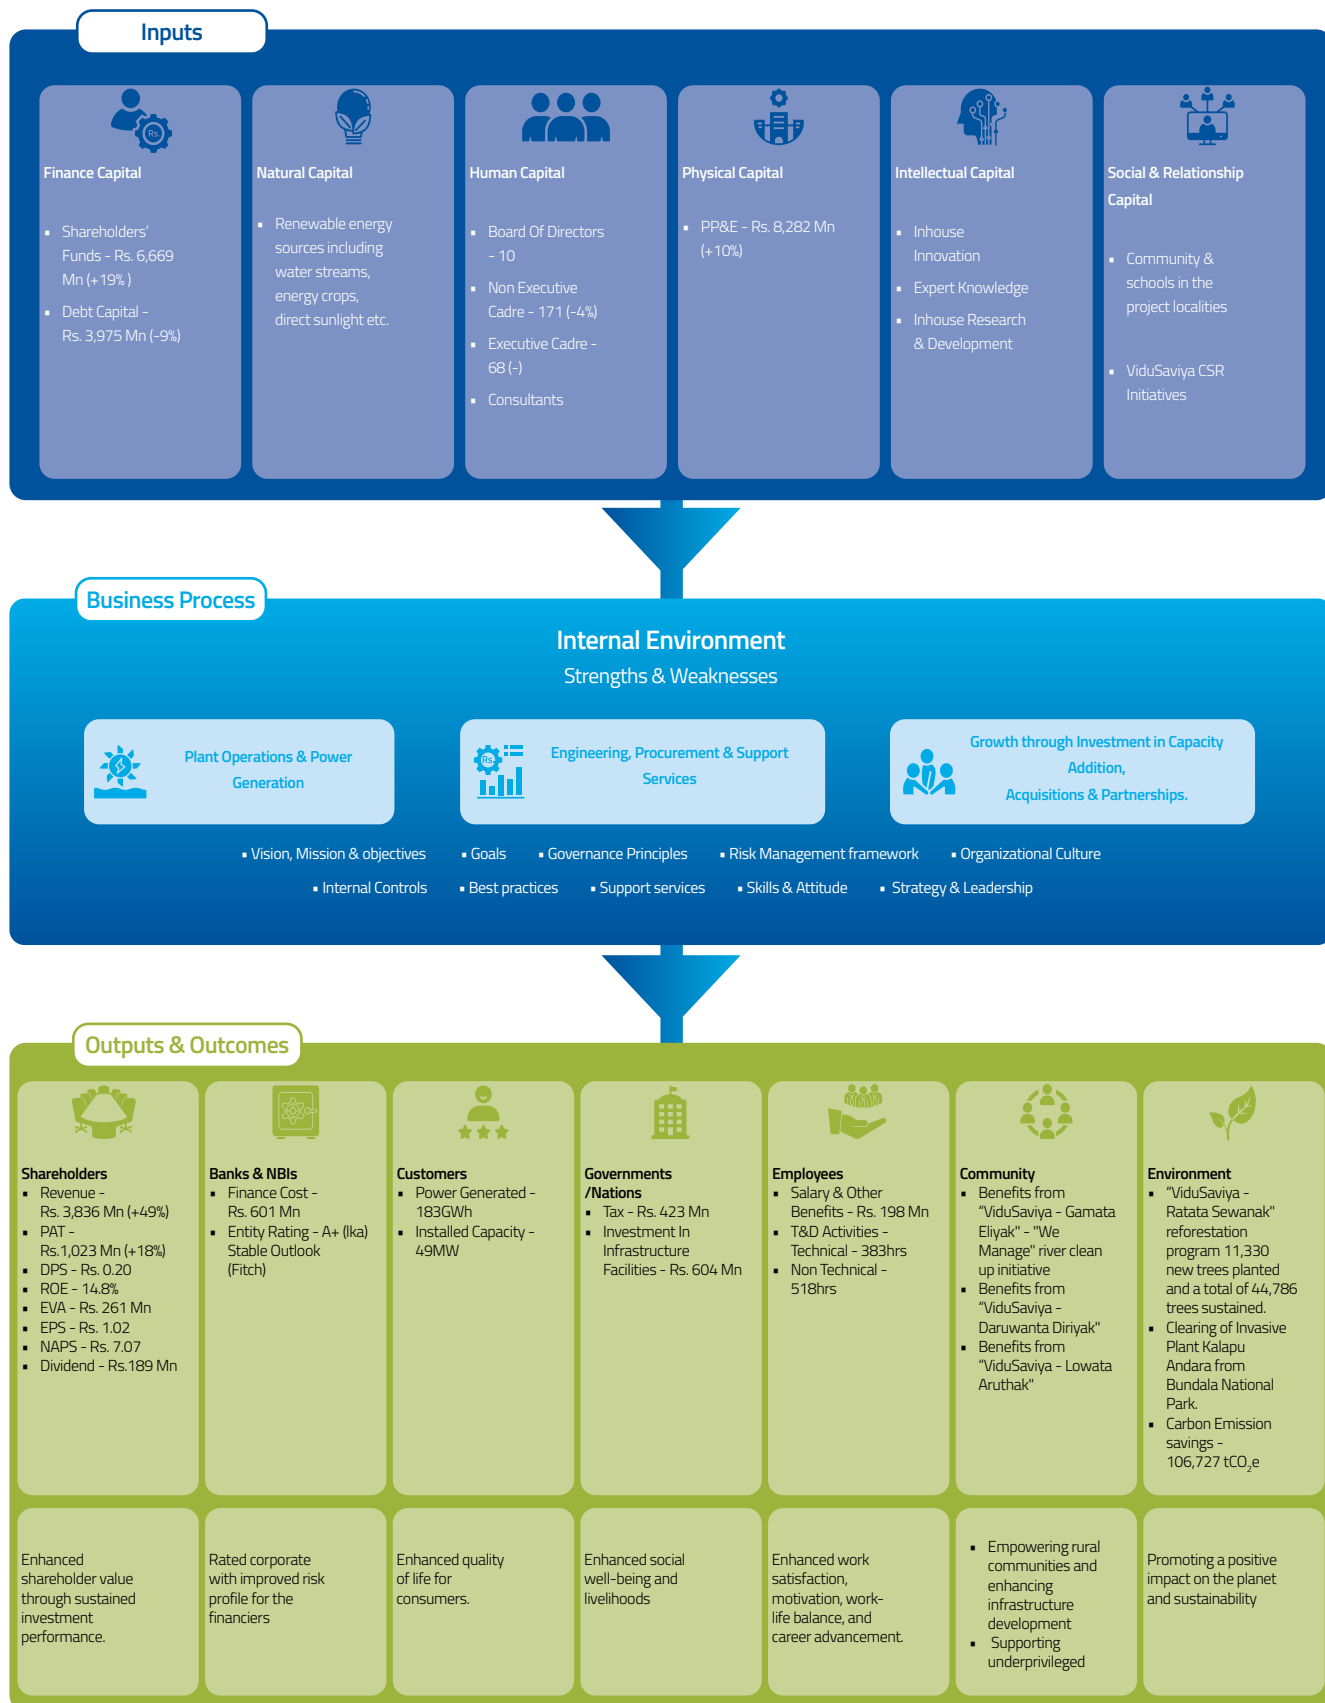 Inputs
Rs.
Finance Capital
▪ Shareholders'
Funds - Rs. 6,669
Mn (+19% )
▪ Debt Capital -
Rs. 3,975 Mn (-9%)
Natural Capital
▪ Renewable energy
sources including
water streams,
energy crops,
direct sunlight etc.
Human Capital
▪ Board Of Directors
- 10
▪ Non Executive
Cadre - 171 (-4%)
▪ Executive Cadre -
68 (-)
▪ Consultants
Physical Capital
▪ PP&E - Rs. 8,282 Mn
(+10%)
Intellectual Capital
▪ Inhouse
Innovation
▪ Expert Knowledge
▪ Inhouse Research
& Development
Social & Relationship
Capital
▪ Community &
schools in the
project localities
▪ ViduSaviya CSR
Initiatives
Business Process
Internal Environment
Strengths & Weaknesses
Plant Operations & Power
Generation
Rs.
Engineering, Procurement & Support
Services
Growth through Investment in Capacity
Addition,
Acquisitions & Partnerships.
▪ Vision, Mission & objectives ▪ Goals ▪ Governance Principles ▪ Risk Management framework ▪ Organizational Culture
▪ Internal Controls ▪ Best practices ▪ Support services ▪ Skills & Attitude ▪ Strategy & Leadership
Outputs & Outcomes
Shareholders
▪ Revenue -
Rs. 3,836 Mn (+49%)
▪ PAT -
Rs.1,023 Mn (+18%)
▪ DPS - Rs. 0.20
▪ ROE - 14.8%
▪ EVA - Rs. 261 Mn
▪ EPS - Rs. 1.02
▪ NAPS - Rs. 7.07
▪ Dividend - Rs.189 Mn
Banks & NBIs
▪ Finance Cost -
Rs. 601 Mn
▪ Entity Rating - A+ (lka)
Stable Outlook
(Fitch)
Customers
▪ Power Generated -
183GWh
▪ Installed Capacity -
49MW
Governments
/Nations
▪ Tax - Rs. 423 Mn
▪ Investment In
Infrastructure
Facilities - Rs. 604 Mn
Employees
▪ Salary & Other
Benefits - Rs. 198 Mn
▪ T&D Activities -
Technical - 383hrs
▪ Non Technical -
518hrs
Community
▪ Benefits from
"ViduSaviya - Gamata
Eliyak" - "We
Manage" river clean
up initiative
▪ Benefits from
"ViduSaviya -
Daruwanta Diriyak"
▪ Benefits from
"ViduSaviya - Lowata
Aruthak"
Environment
▪ "ViduSaviya -
Ratata Sewanak"
reforestation
program 11,330
new trees planted
and a total of 44,786
trees sustained.
▪ Clearing of Invasive
Plant Kalapu
Andara from
Bundala National
Park.
▪ Carbon Emission
savings -
106,727 tCO₂e
Enhanced
shareholder value
through sustained
investment
performance.
Rated corporate
with improved risk
profile for the
financiers
Enhanced quality
of life for
consumers.
Enhanced social
well-being and
livelihoods
Enhanced work
satisfaction,
motivation, work-
life balance, and
career advancement.
▪ Empowering rural
communities and
enhancing
infrastructure
development
▪ Supporting
underprivileged
Promoting a positive
impact on the planet
and sustainability